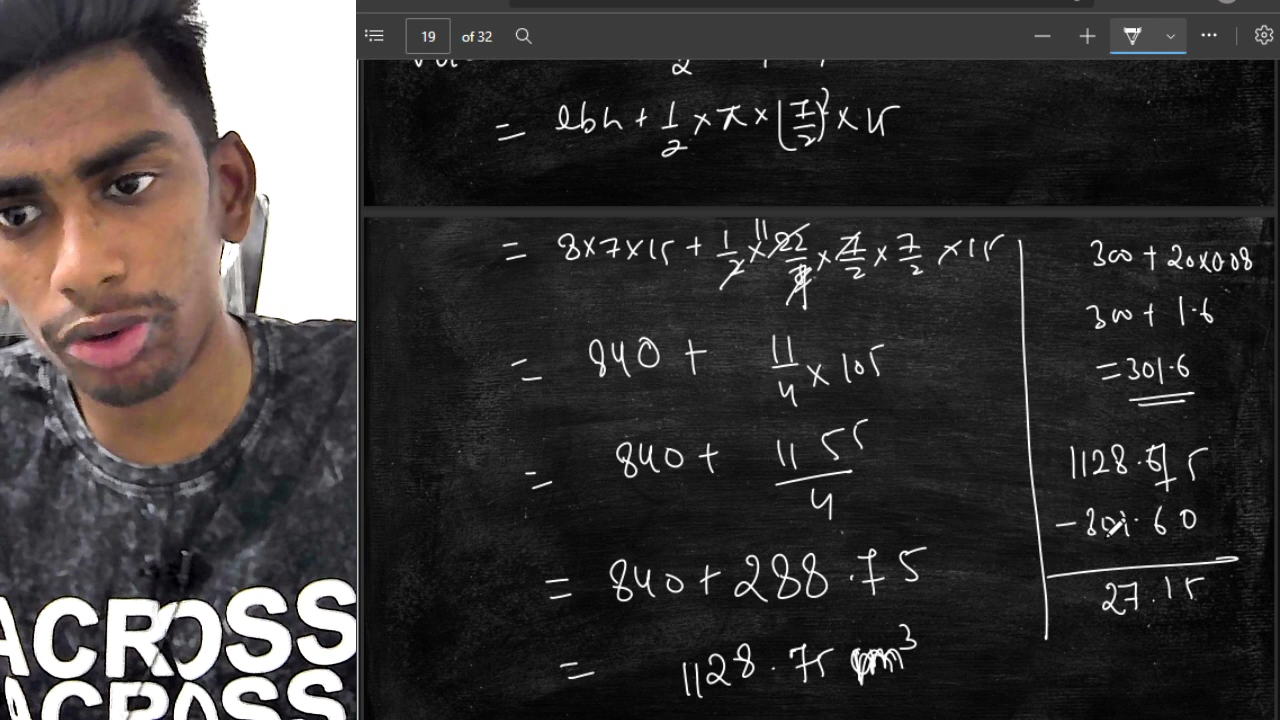 19 of 32
= lbh + 1/2 × π × (7/2)² × 15
= 8×7×15 + 1/2 × 11 22/7 × 7/2 × 7/2 × 15
= 840 + 11/4 × 105
= 840 + 1155/4
= 840 + 288.75
= 1128.75 m³
300 + 20×0.08
300 + 1.6
= 301.6
1128.75
- 301.60
27.15
ACROSS
ACROSS